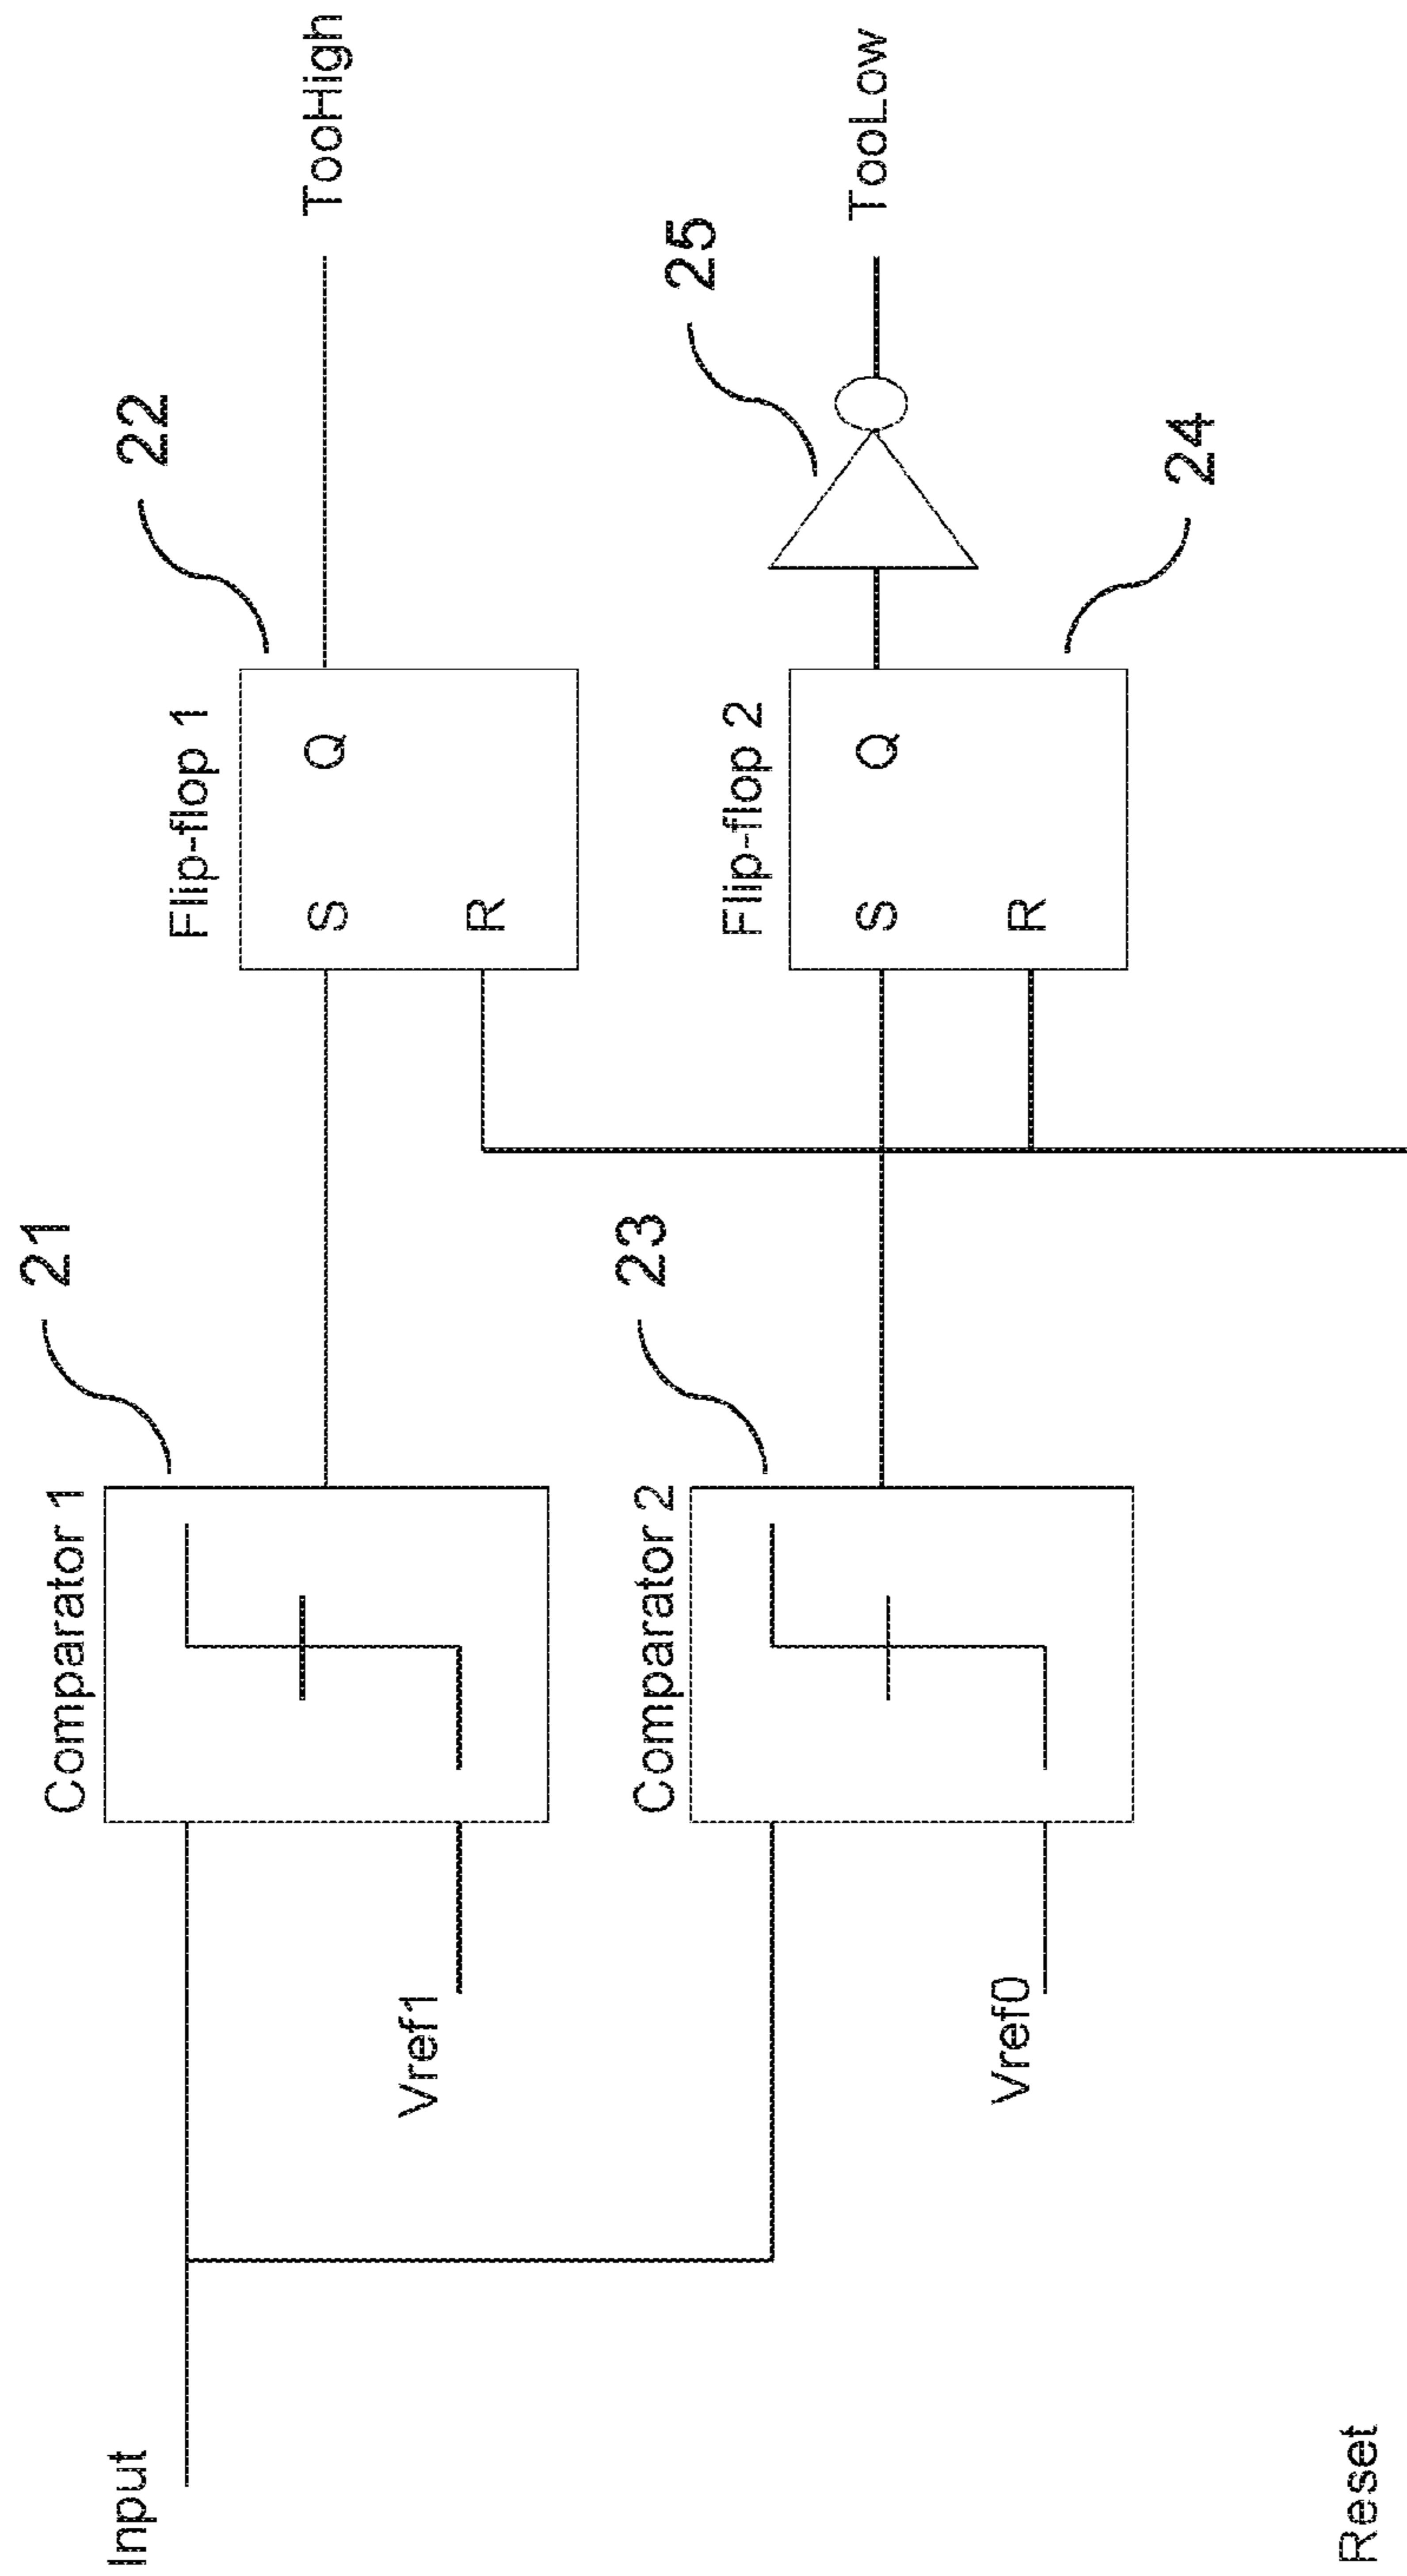 Input
Comparator 1
21
Vref1
Flip-flop 1
22
S
Q
R
TooHigh
Comparator 2
23
Vref0
Flip-flop 2
24
S
Q
R
25
TooLow
Reset